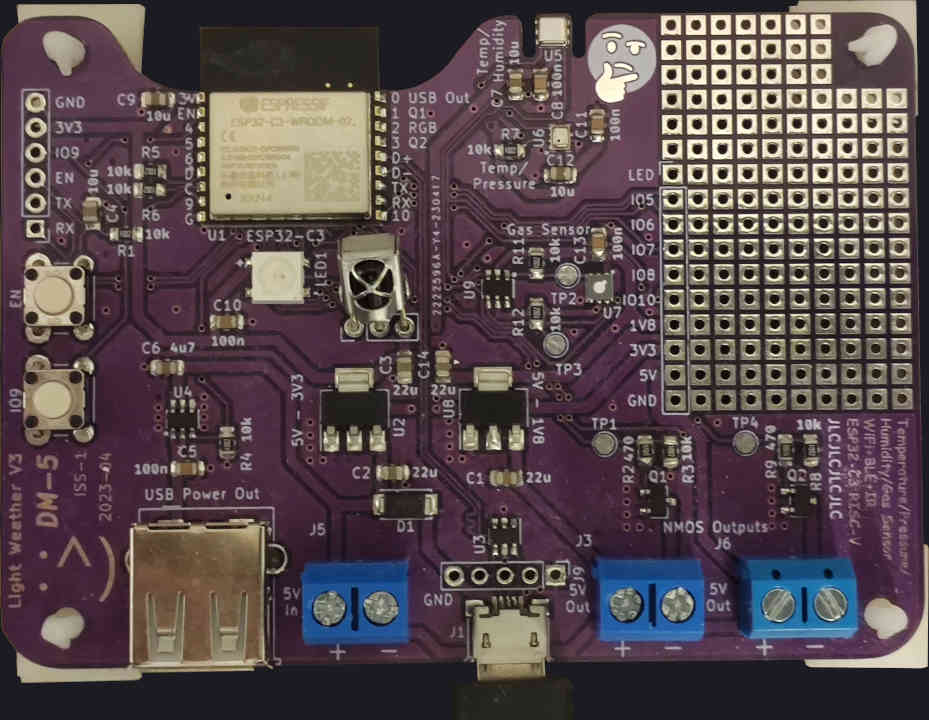 GND
3V3
IO9
EN
TX
RX
C9
10u
R5
10k
10k
R6
10u
C4
R1
10k
3V
EN
4
5
6
7
9
G
ESPRESSIF
ESP32-C3-WROOM-02
CE
XXU4
0 USB Out
1 Q1
2 RGB
3 Q2
D+
D-
TX
RX
10
U1
ESP32-C3
LED1
2222596A-Y4-230417
Temp/
Humidity
10u
C7
U5
100n
C8
R7
10k
U6
C11
100n
C12
10u
Temp/
Pressure
Gas Sensor
R11
10k
C13
100n
U9
TP2
U7
R12
10k
TP3
LED
IO5
IO6
IO7
IO8
IO10
1V8
3V3
5V
GND
EN
IO9
C10
100n
C6 4u7
U4
R4
10k
C5
100n
USB Power Out
5V - 3V3
U2
C3
22u
C14
22u
U8
5V - 1V8
C2
22u
C1
22u
D1
U3
TP1
470
R2
Q1
R3
10k
TP4
470
R9
10k
R8
NMOS Outputs
J5
5V
In
+
-
GND
J1
J9
J3
5V
Out
+
-
J6
5V
Out
+
-
JLCJLCJLCJLC
Temperature/Pressure/
Humidity/Gas Sensor
WiFi+BLE+IR
ESP32-C3 RISC-V
Light Weather V3
DM-5
ISS-1
2023-04